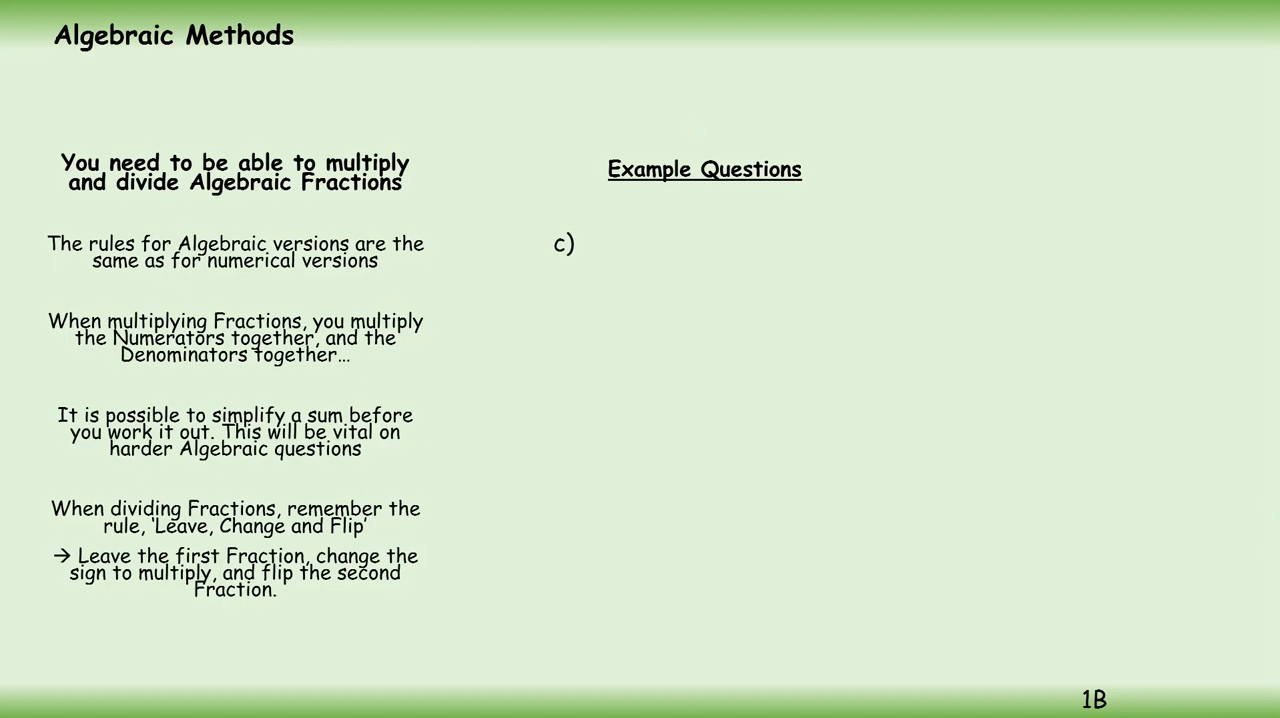 Algebraic Methods
You need to be able to multiply
and divide Algebraic Fractions
The rules for Algebraic versions are the
same as for numerical versions
When multiplying Fractions, you multiply
the Numerators together, and the
Denominators together…
It is possible to simplify a sum before
you work it out. This will be vital on
harder Algebraic questions
When dividing Fractions, remember the
rule, ‘Leave, Change and Flip’
→ Leave the first Fraction, change the
sign to multiply, and flip the second
Fraction.
Example Questions
c)
1B